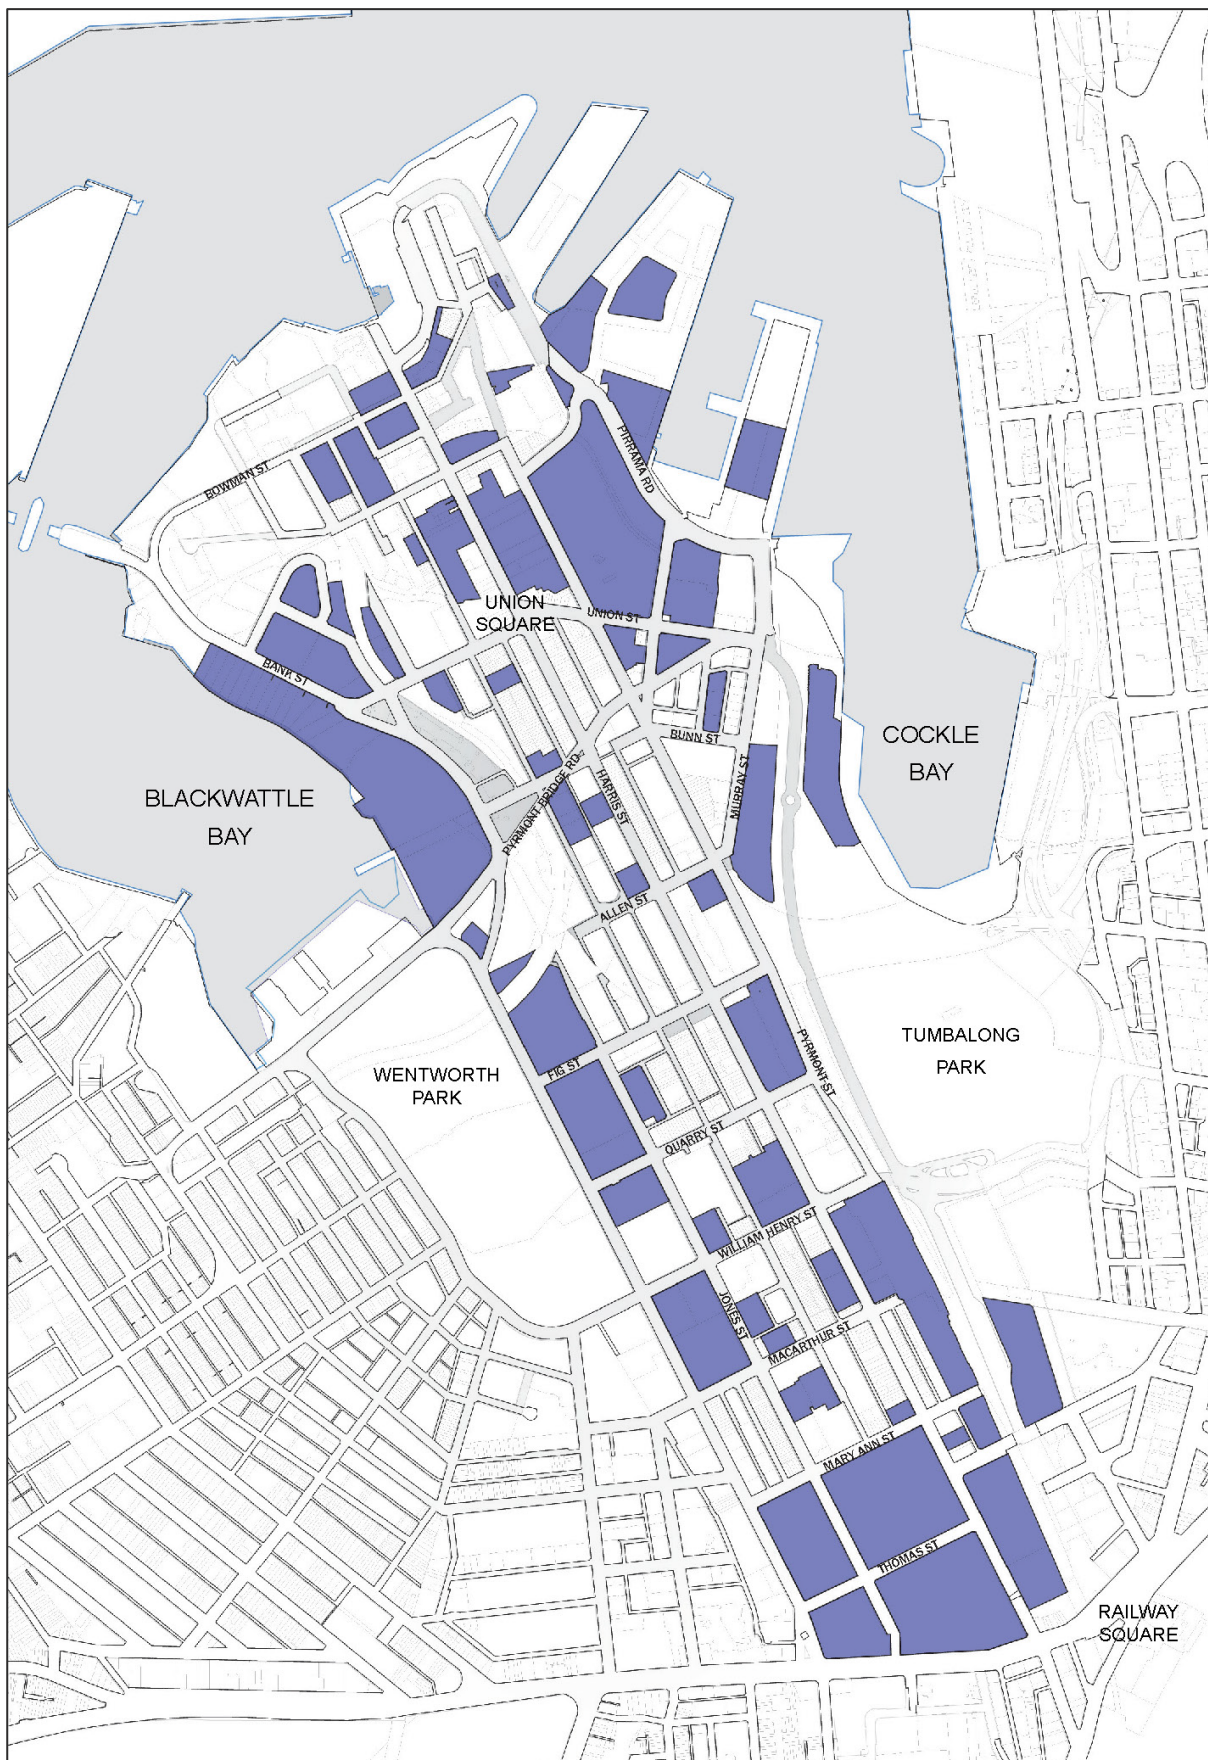 BOWMAN ST
PIRRAMA RD
UNION
SQUARE
UNION ST
BANK ST
BUNN ST
COCKLE
BAY
MURRAY ST
BLACKWATTLE
BAY
HARRIS ST
PYRMONT BRIDGE RD
ALLEN ST
WENTWORTH
PARK
FIG ST
PYRMONT ST
TUMBALONG
PARK
QUARRY ST
WILLIAM HENRY ST
JONES ST
MACARTHUR ST
MARY ANN ST
THOMAS ST
RAILWAY
SQUARE